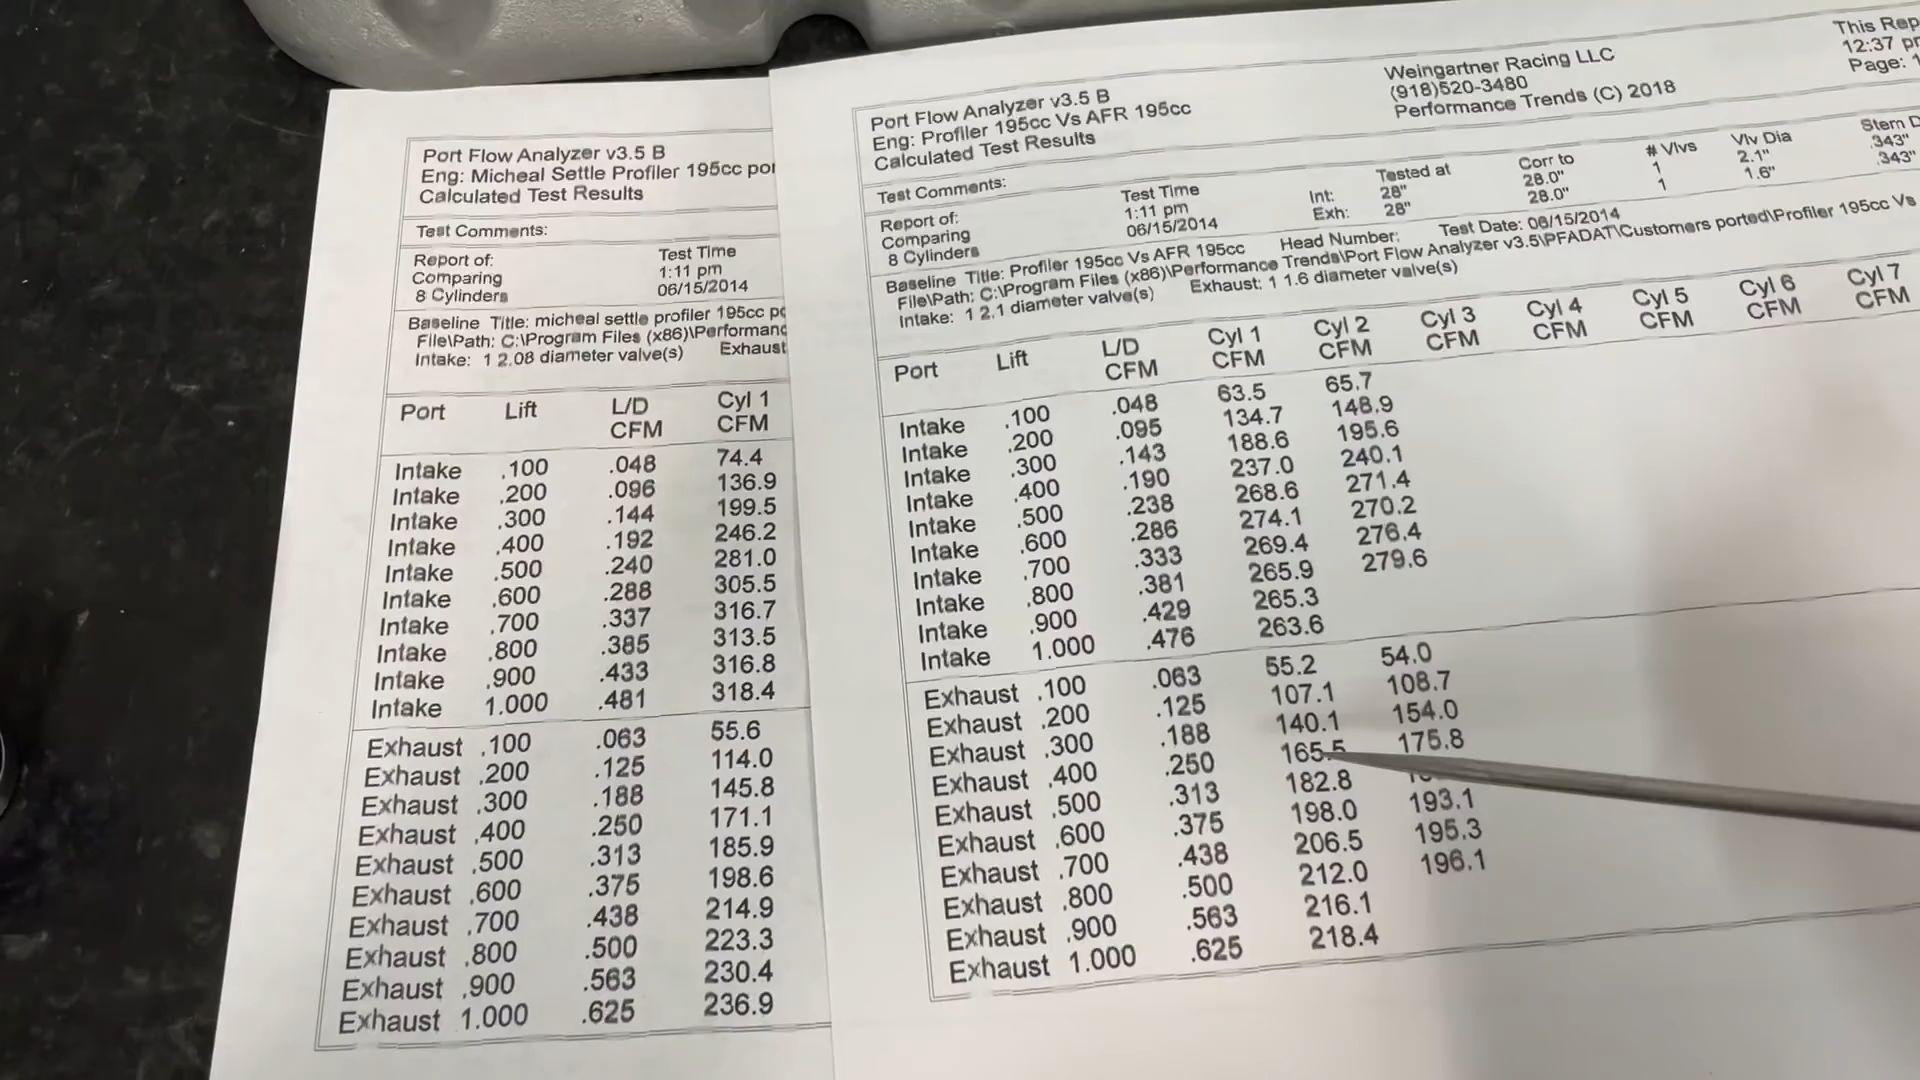 Port Flow Analyzer v3.5 B
Eng: Micheal Settle Profiler 195cc por
Calculated Test Results
Test Comments:
Report of: Test Time
Comparing 1:11 pm
8 Cylinders 06/15/2014
Baseline Title: micheal settle profiler 195cc po
File\Path: C:\Program Files (x86)\Performanc
Intake: 1 2.08 diameter valve(s) Exhaust
Port Lift L/D CFM Cyl 1 CFM
Intake .100 .048 74.4
Intake .200 .096 136.9
Intake .300 .144 199.5
Intake .400 .192 246.2
Intake .500 .240 281.0
Intake .600 .288 305.5
Intake .700 .337 316.7
Intake .800 .385 313.5
Intake .900 .433 316.8
Intake 1.000 .481 318.4
Exhaust .100 .063 55.6
Exhaust .200 .125 114.0
Exhaust .300 .188 145.8
Exhaust .400 .250 171.1
Exhaust .500 .313 185.9
Exhaust .600 .375 198.6
Exhaust .700 .438 214.9
Exhaust .800 .500 223.3
Exhaust .900 .563 230.4
Exhaust 1.000 .625 236.9
Port Flow Analyzer v3.5 B
Eng: Profiler 195cc Vs AFR 195cc
Calculated Test Results
Weingartner Racing LLC
(918)520-3480
Performance Trends (C) 2018
This Rep
12:37 pr
Page: 1
Test Comments:
Report of: Test Time Tested at Corr to # Vlvs Vlv Dia Stem D
Comparing 1:11 pm Int: 28" 28.0" 1 2.1" .343"
8 Cylinders 06/15/2014 Exh: 28" 28.0" 1 1.6" .343"
Baseline Title: Profiler 195cc Vs AFR 195cc Head Number: Test Date: 06/15/2014
File\Path: C:\Program Files (x86)\Performance Trends\Port Flow Analyzer v3.5\PFADAT\Customers ported\Profiler 195cc Vs
Intake: 1 2.1 diameter valve(s) Exhaust: 1 1.6 diameter valve(s)
Port Lift L/D CFM Cyl 1 CFM Cyl 2 CFM Cyl 3 CFM Cyl 4 CFM Cyl 5 CFM Cyl 6 CFM Cyl 7 CFM
Intake .100 .048 63.5 65.7
Intake .200 .095 134.7 148.9
Intake .300 .143 188.6 195.6
Intake .400 .190 237.0 240.1
Intake .500 .238 268.6 271.4
Intake .600 .286 274.1 270.2
Intake .700 .333 269.4 276.4
Intake .800 .381 265.9 279.6
Intake .900 .429 265.3
Intake 1.000 .476 263.6
Exhaust .100 .063 55.2 54.0
Exhaust .200 .125 107.1 108.7
Exhaust .300 .188 140.1 154.0
Exhaust .400 .250 165.5 175.8
Exhaust .500 .313 182.8
Exhaust .600 .375 198.0 193.1
Exhaust .700 .438 206.5 195.3
Exhaust .800 .500 212.0 196.1
Exhaust .900 .563 216.1
Exhaust 1.000 .625 218.4